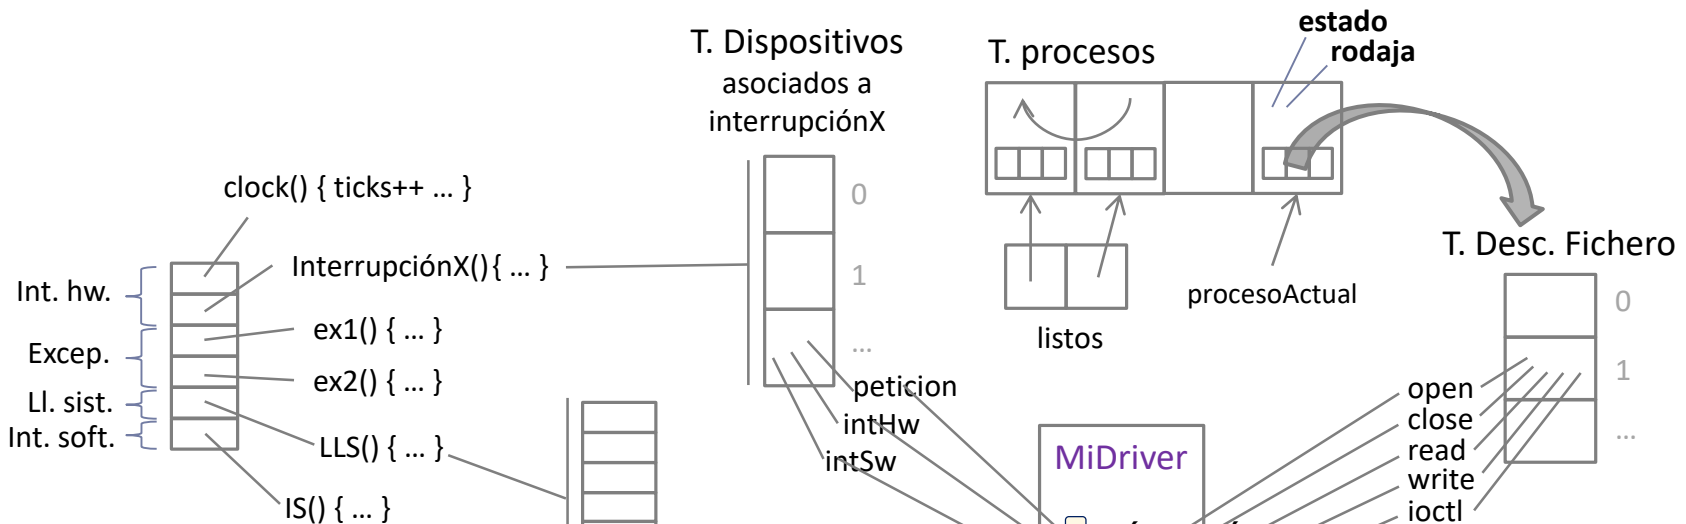 T. Dispositivos
asociados a
interrupciónX
T. procesos
estado
rodaja
clock() { ticks++ ... }
0
InterrupciónX(){ ... }
1
...
T. Desc. Fichero
Int. hw.
Excep.
Ll. sist.
Int. soft.
ex1() { ... }
ex2() { ... }
LLS() { ... }
IS() { ... }
procesoActual
listos
0
1
...
peticion
intHw
intSw
MiDriver
open
close
read
write
ioctl